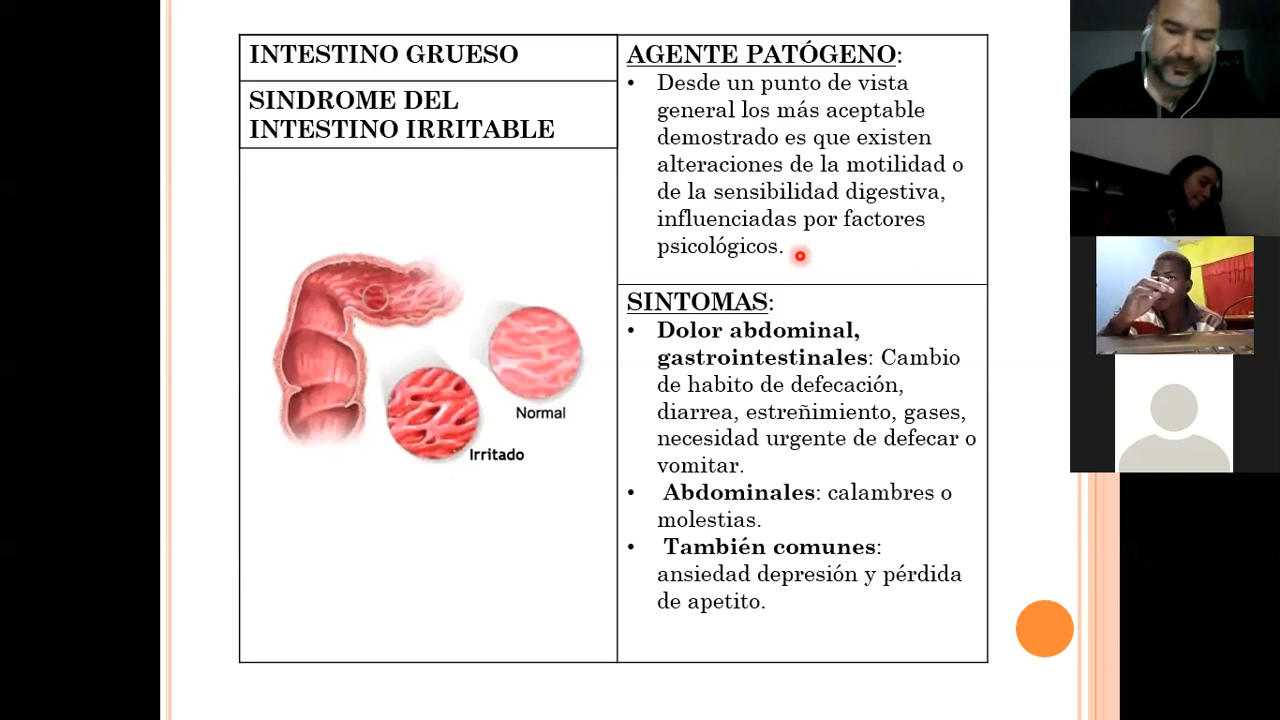 INTESTINO GRUESO
SINDROME DEL
INTESTINO IRRITABLE
Normal
Irritado
AGENTE PATÓGENO:
• Desde un punto de vista
general los más aceptable
demostrado es que existen
alteraciones de la motilidad o
de la sensibilidad digestiva,
influenciadas por factores
psicológicos.
SINTOMAS:
• Dolor abdominal,
gastrointestinales: Cambio
de habito de defecación,
diarrea, estreñimiento, gases,
necesidad urgente de defecar o
vomitar.
• Abdominales: calambres o
molestias.
• También comunes:
ansiedad depresión y pérdida
de apetito.